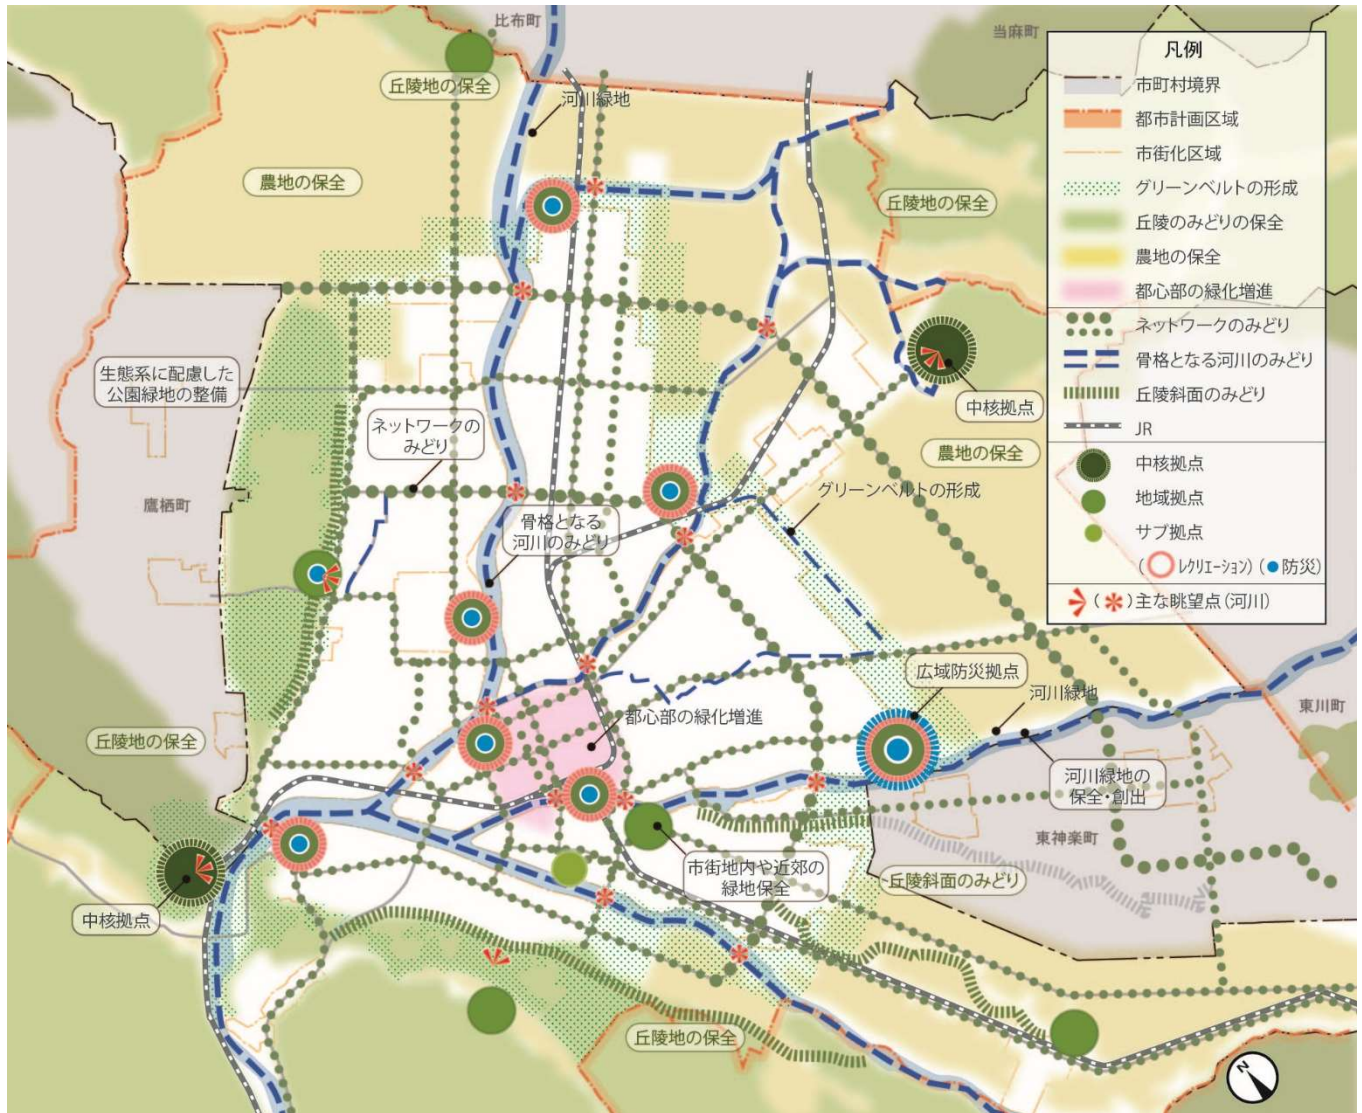 比布町
当麻町
丘陵地の保全
河川緑地
農地の保全
丘陵地の保全
生態系に配慮した
公園緑地の整備
ネットワークの
みどり
中核拠点
農地の保全
鷹栖町
グリーンベルトの形成
骨格となる
河川のみどり
広域防災拠点
河川緑地
東川町
都心部の緑化増進
丘陵地の保全
河川緑地の
保全・創出
東神楽町
市街地内や近郊の
緑地保全
丘陵斜面のみどり
中核拠点
丘陵地の保全
N
凡例
市町村境界
都市計画区域
市街化区域
グリーンベルトの形成
丘陵のみどりの保全
農地の保全
都心部の緑化増進
ネットワークのみどり
骨格となる河川のみどり
丘陵斜面のみどり
JR
中核拠点
地域拠点
サブ拠点
(レクリエーション)(防災)
()主な眺望点(河川)